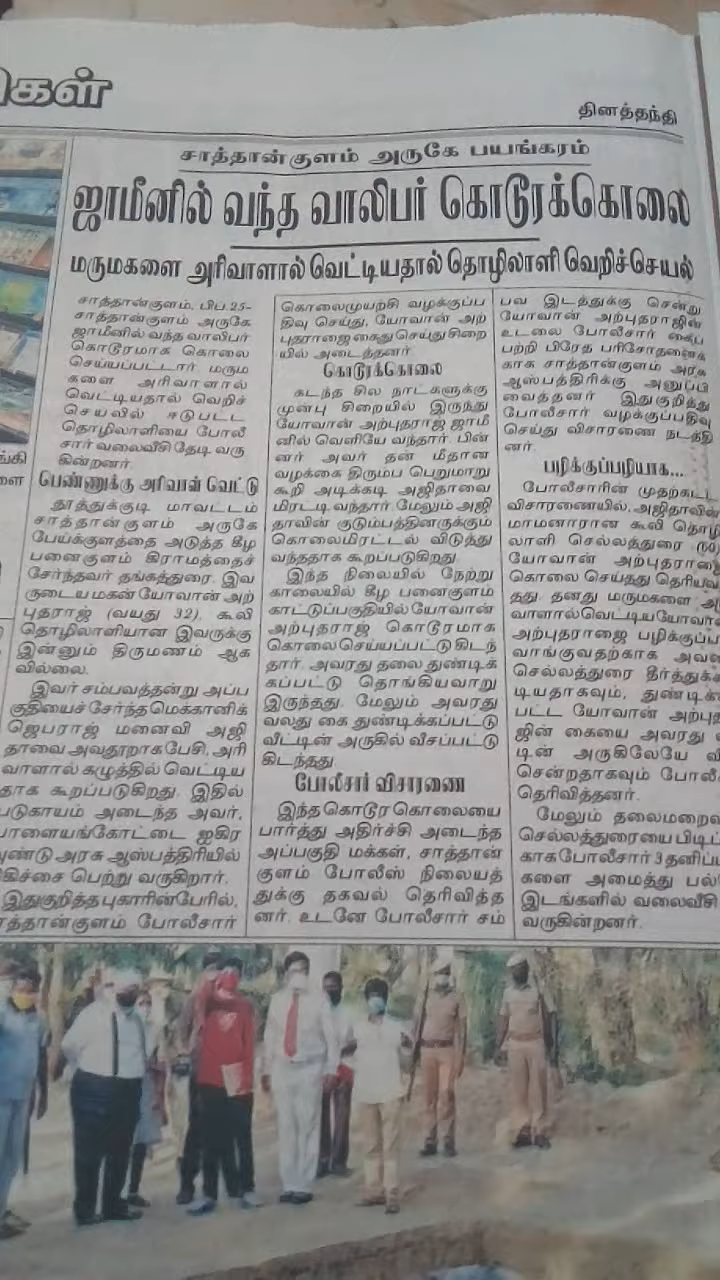 தினத்தந்தி
சாத்தான்குளம் அருகே பயங்கரம்
ஜாமீனில் வந்த வாலிபர் கொடூரக்கொலை
மருமகளை அரிவாளால் வெட்டியதால் தொழிலாளி வெறிச்செயல்
சாத்தான்குளம், பிப்.25-
சாத்தான்குளம் அருகே
ஜாமீனில் வந்த வாலிபர்
கொடூரமாக கொலை
செய்யப்பட்டார். மரும
களை அரிவாளால்
வெட்டியதால் வெறிச்
செயலில் ஈடுபட்ட
தொழிலாளியை போலீ
சார் வலைவீசி தேடி வரு
கின்றனர்.
பெண்ணுக்கு அரிவாள் வெட்டு
தூத்துக்குடி மாவட்டம்
சாத்தான்குளம் அருகே
பேய்க்குளத்தை அடுத்த கீழ
பனைகுளம் கிராமத்தைச்
சேர்ந்தவர் தங்கத்துரை. இவ
ருடைய மகன் யோவான் அற்
புதராஜ் (வயது 32). கூலி
தொழிலாளியான இவருக்கு
இன்னும் திருமணம் ஆக
வில்லை.
இவர் சம்பவத்தன்று அப்ப
குதியைச் சேர்ந்த மெக்கானிக்
ஜெபராஜ் மனைவி அஜி
தாவை அவதூறாக பேசி, அரி
வாளால் கழுத்தில் வெட்டிய
தாக கூறப்படுகிறது. இதில்
படுகாயம் அடைந்த அவர்,
பாளையங்கோட்டை ஐகிர
வுண்டு அரசு ஆஸ்பத்திரியில்
சிகிச்சை பெற்று வருகிறார்.
இதுகுறித்த புகாரின்பேரில்,
சாத்தான்குளம் போலீசார்
கொலைமுயற்சி வழக்குப்ப
திவு செய்து, யோவான் அற்
புதராஜை கைது செய்து சிறை
யில் அடைத்தனர்.
கொடூரக்கொலை
கடந்த சில நாட்களுக்கு
முன்பு சிறையில் இருந்து
யோவான் அற்புதராஜ் ஜாமீ
னில் வெளியே வந்தார். பின்
னர் அவர் தன் மீதான
வழக்கை திரும்ப பெறுமாறு
கூறி அடிக்கடி அஜிதாவை
மிரட்டி வந்தார். மேலும் அஜி
தாவின் குடும்பத்தினருக்கும்
கொலைமிரட்டல் விடுத்து
வந்ததாக கூறப்படுகிறது.
இந்த நிலையில் நேற்று
காலையில் கீழ பனைகுளம்
காட்டுப்பகுதியில் யோவான்
அற்புதராஜ் கொடூரமாக
கொலை செய்யப்பட்டு கிடந்
தார். அவரது தலை துண்டிக்
கப்பட்டு தொங்கியவாறு
இருந்தது. மேலும் அவரது
வலது கை துண்டிக்கப்பட்டு
வீட்டின் அருகில் வீசப்பட்டு
கிடந்தது.
போலீசார் விசாரணை
இந்த கொடூர கொலையை
பார்த்து அதிர்ச்சி அடைந்த
அப்பகுதி மக்கள், சாத்தான்
குளம் போலீஸ் நிலையத்
துக்கு தகவல் தெரிவித்த
னர். உடனே போலீசார் சம்
பவ இடத்துக்கு சென்று
யோவான் அற்புதராஜின்
உடலை போலீசார் கைப்
பற்றி பிரேத பரிசோதனைக்
காக சாத்தான்குளம் அரசு
ஆஸ்பத்திரிக்கு அனுப்பி
வைத்தனர். இதுகுறித்து
போலீசார் வழக்குப்பதிவு
செய்து விசாரணை நடத்தி
னர்.
பழிக்குப்பழியாக...
போலீசாரின் முதற்கட்ட
விசாரணையில், அஜிதாவின்
மாமனாரான கூலி தொழி
லாளி செல்லத்துரை (50)
யோவான் அற்புதராஜை
கொலை செய்தது தெரியவ
தது. தனது மருமகளை அ
வாளால் வெட்டிய யோவா
அற்புதராஜை பழிக்குப்ப
வாங்குவதற்காக அவ
செல்லத்துரை தீர்த்துக்க
டியதாகவும், துண்டிக்
பட்ட யோவான் அற்புத
ஜின் கையை அவரது
டின் அருகிலேயே வீ
சென்றதாகவும் போலீ
தெரிவித்தனர்.
மேலும் தலைமறைவ
செல்லத்துரையை பிடிப்
காக போலீசார் 3 தனிப்ப
களை அமைத்து பல்
இடங்களில் வலைவீசி
வருகின்றனர்.